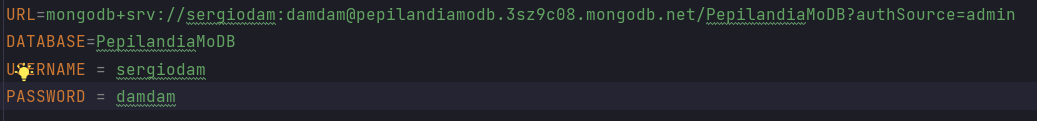 URL=mongodb+srv://sergiodam:damdam@pepilandiamodb.3sz9c08.mongodb.net/PepilandiaMoDB?authSource=admin
DATABASE=PepilandiaMoDB
USERNAME = sergiodam
PASSWORD = damdam